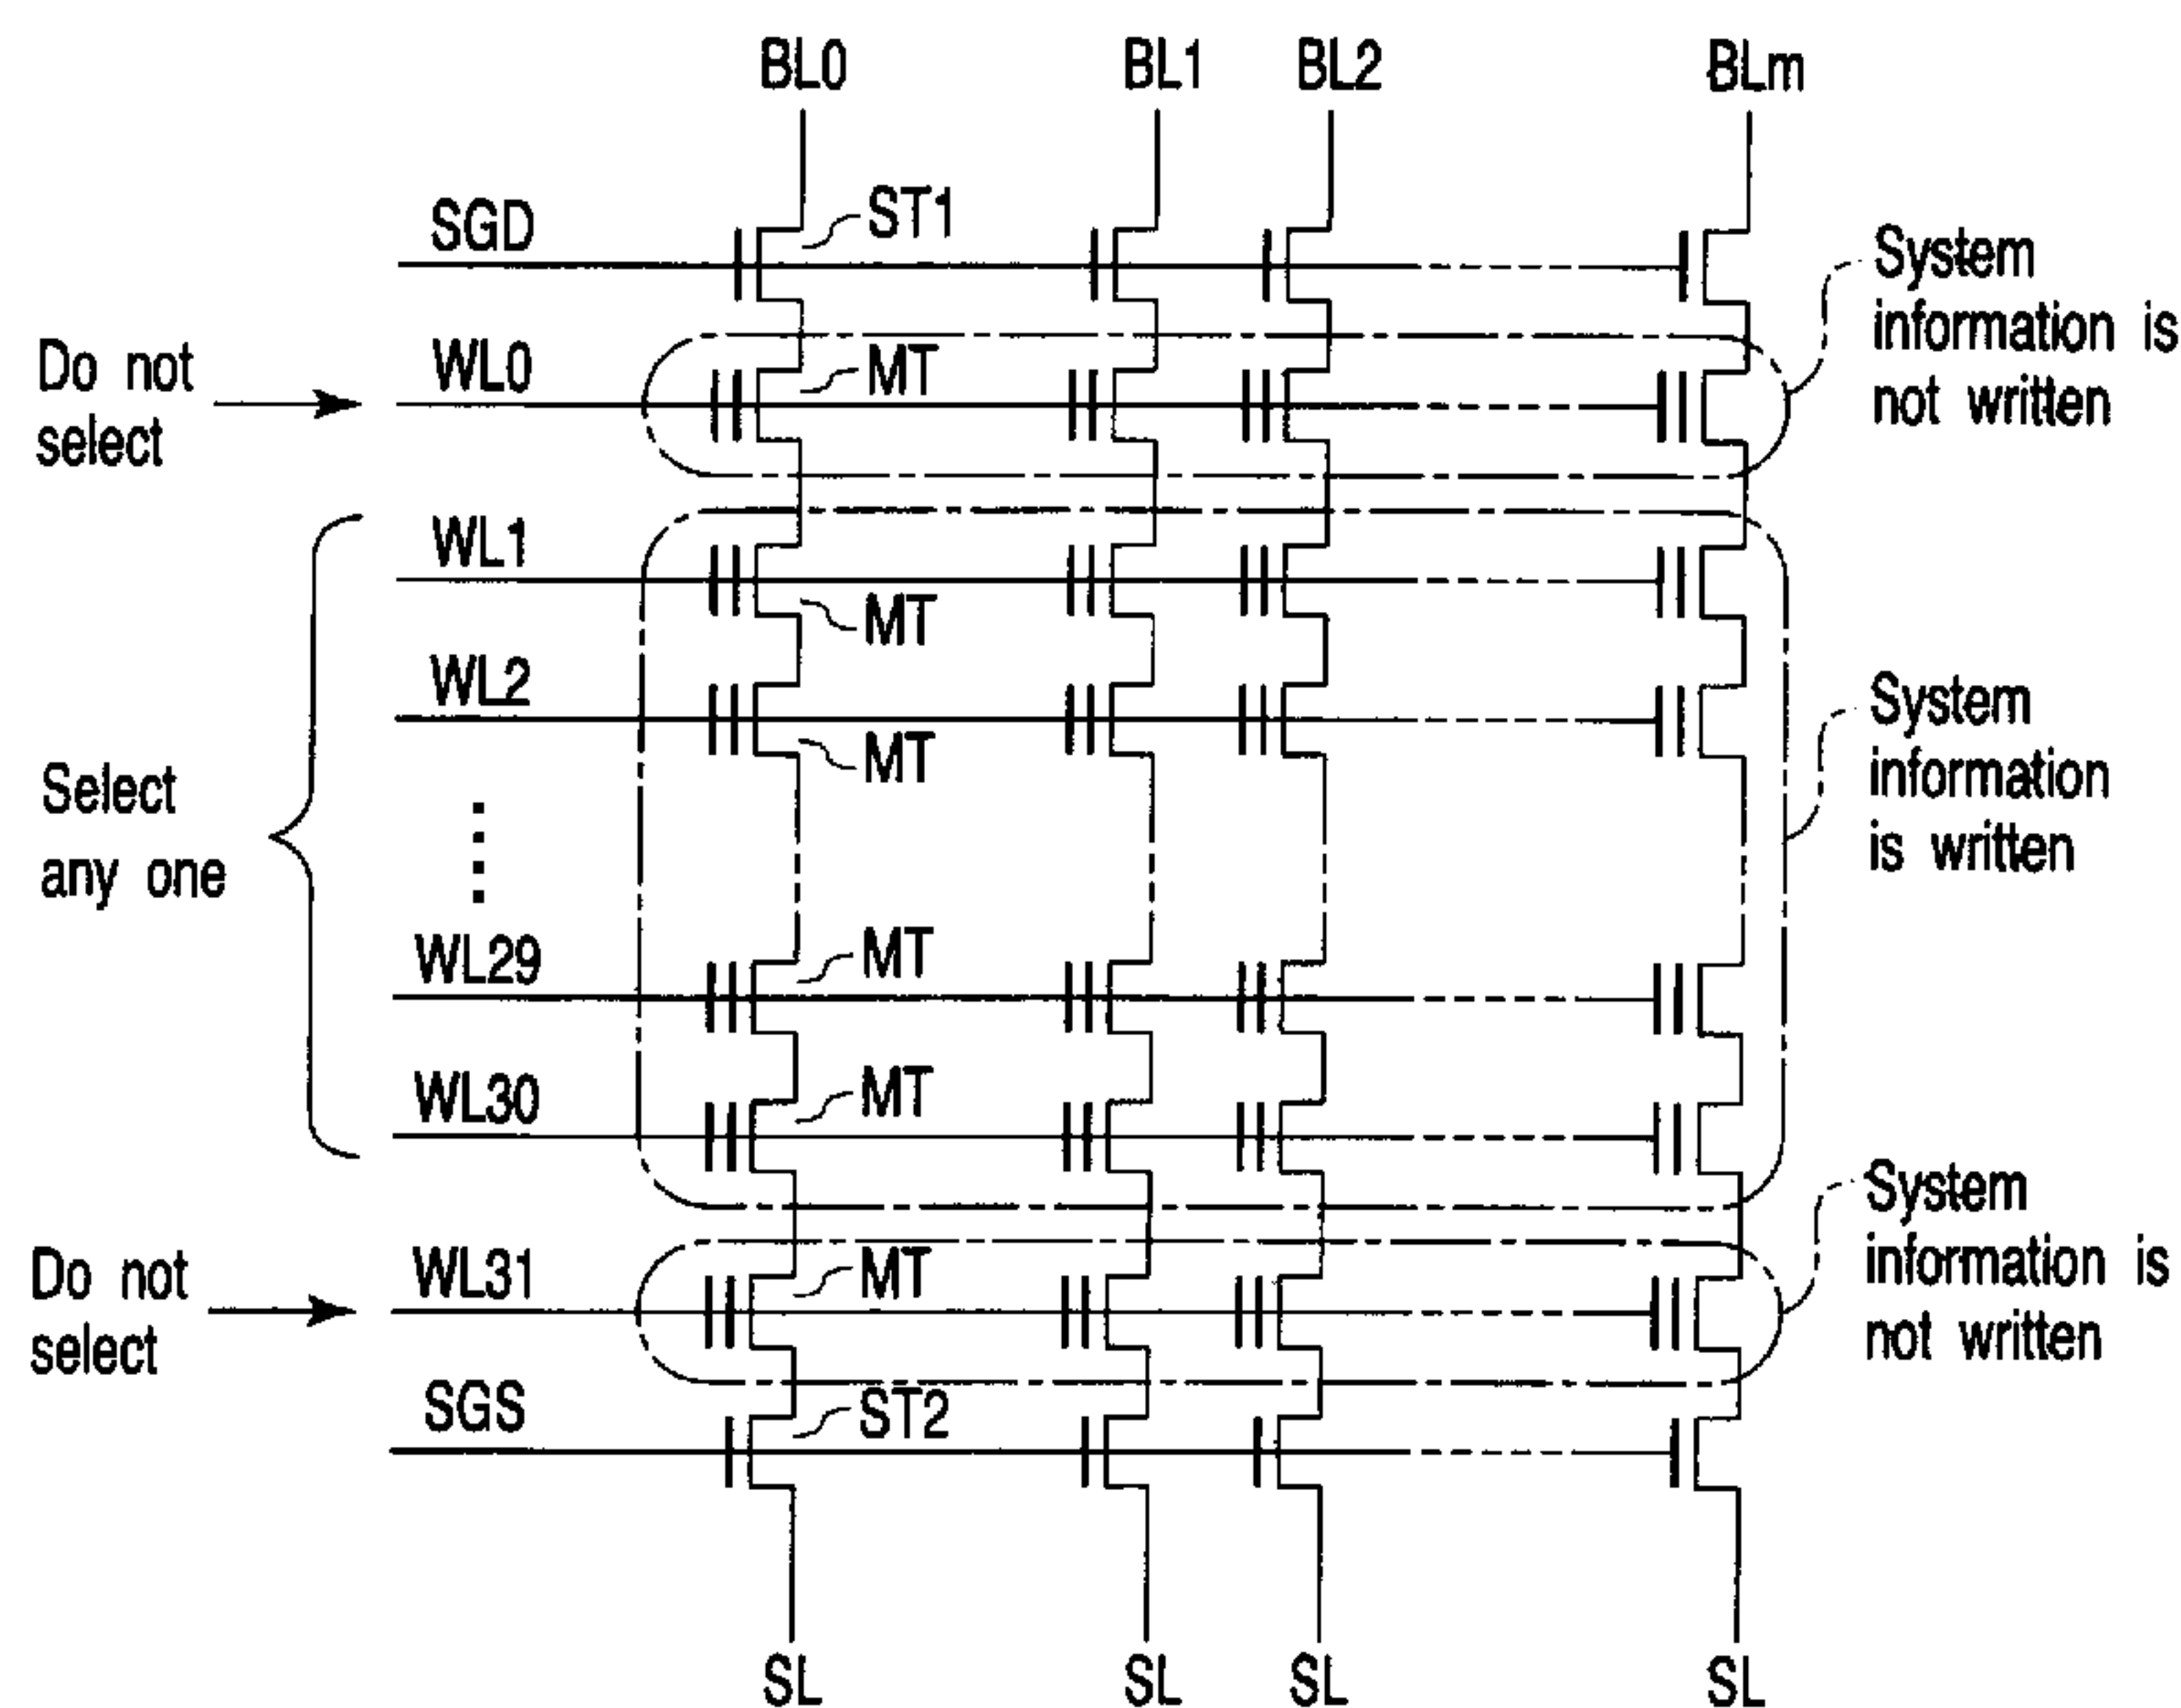 BL0 BL1 BL2 BLm
SGD ST1
System
information is
not written
Do not
select
WL0 MT
WL1
MT
WL2
MT
Select
any one
System
information
is written
WL29 MT
WL30 MT
System
information is
not written
Do not
select
WL31 MT
SGS ST2
SL SL SL SL